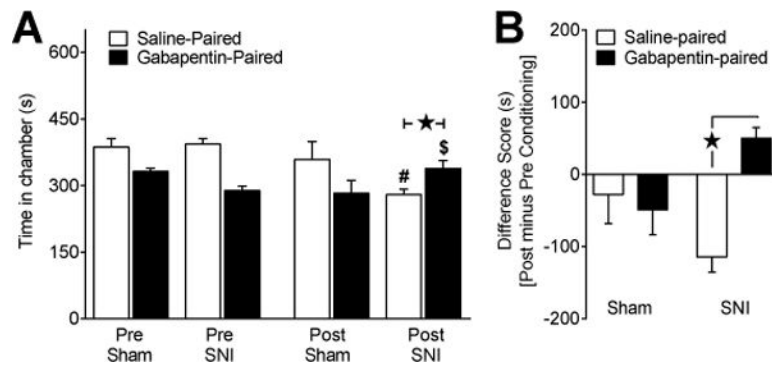 A
Saline-Paired
Gabapentin-Paired
Time in chamber (s)
600
450
300
150
0
★
#
$
Pre Sham
Pre SNI
Post Sham
Post SNI
B
Difference Score (s)
[Post minus Pre Conditioning]
Saline-paired
Gabapentin-paired
200
100
0
-100
-200
★
Sham
SNI